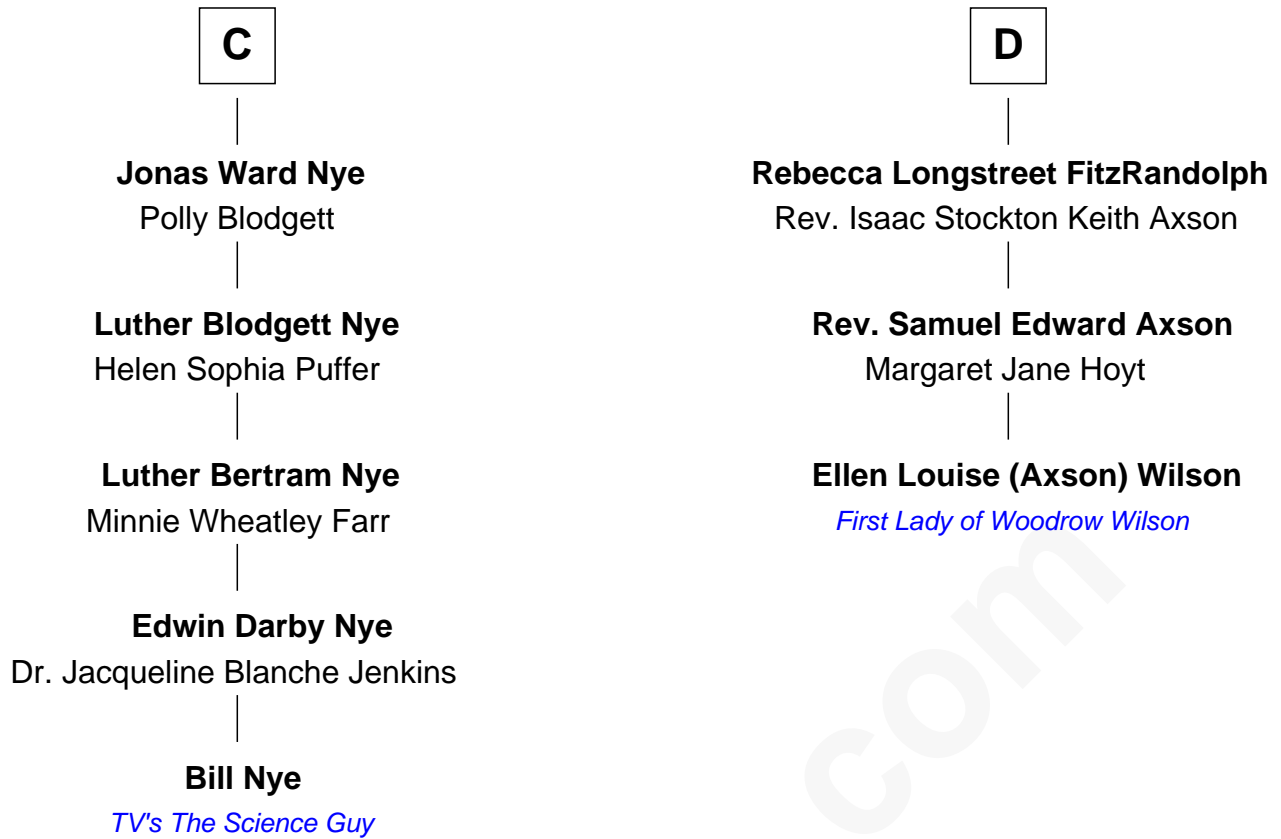 C
Jonas Ward Nye
Polly Blodgett
Luther Blodgett Nye
Helen Sophia Puffer
Luther Bertram Nye
Minnie Wheatley Farr
Edwin Darby Nye
Dr. Jacqueline Blanche Jenkins
Bill Nye
TV's The Science Guy
D
Rebecca Longstreet FitzRandolph
Rev. Isaac Stockton Keith Axson
Rev. Samuel Edward Axson
Margaret Jane Hoyt
Ellen Louise (Axson) Wilson
First Lady of Woodrow Wilson
com